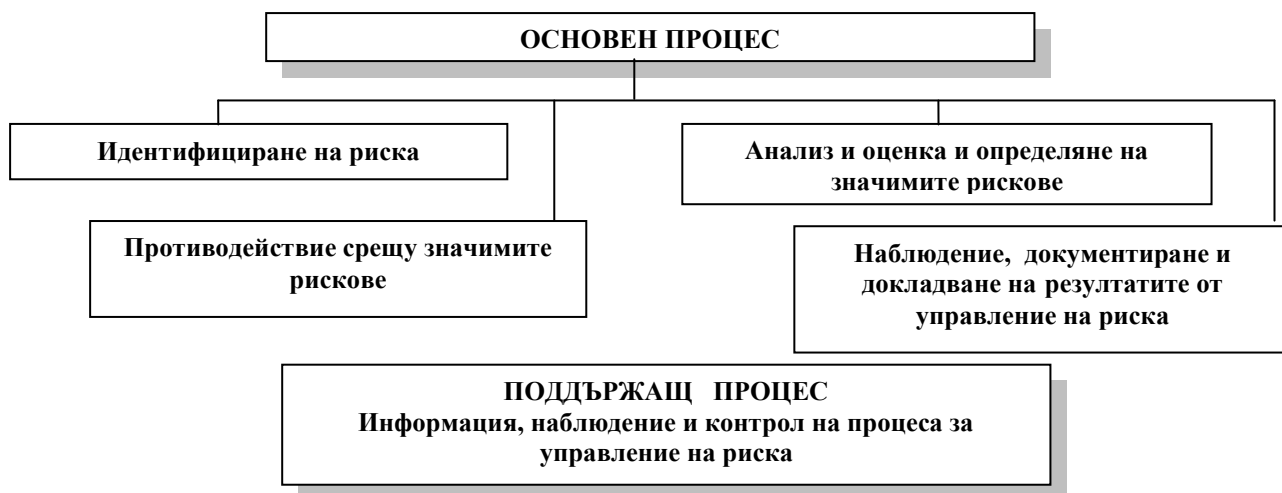 ОСНОВЕН ПРОЦЕС
Идентифициране на риска
Анализ и оценка и определяне на
значимите рискове
Противодействие срещу значимите
рискове
Наблюдение, документиране и
докладване на резултатите от
управление на риска
ПОДДЪРЖАЩ ПРОЦЕС
Информация, наблюдение и контрол на процеса за
управление на риска